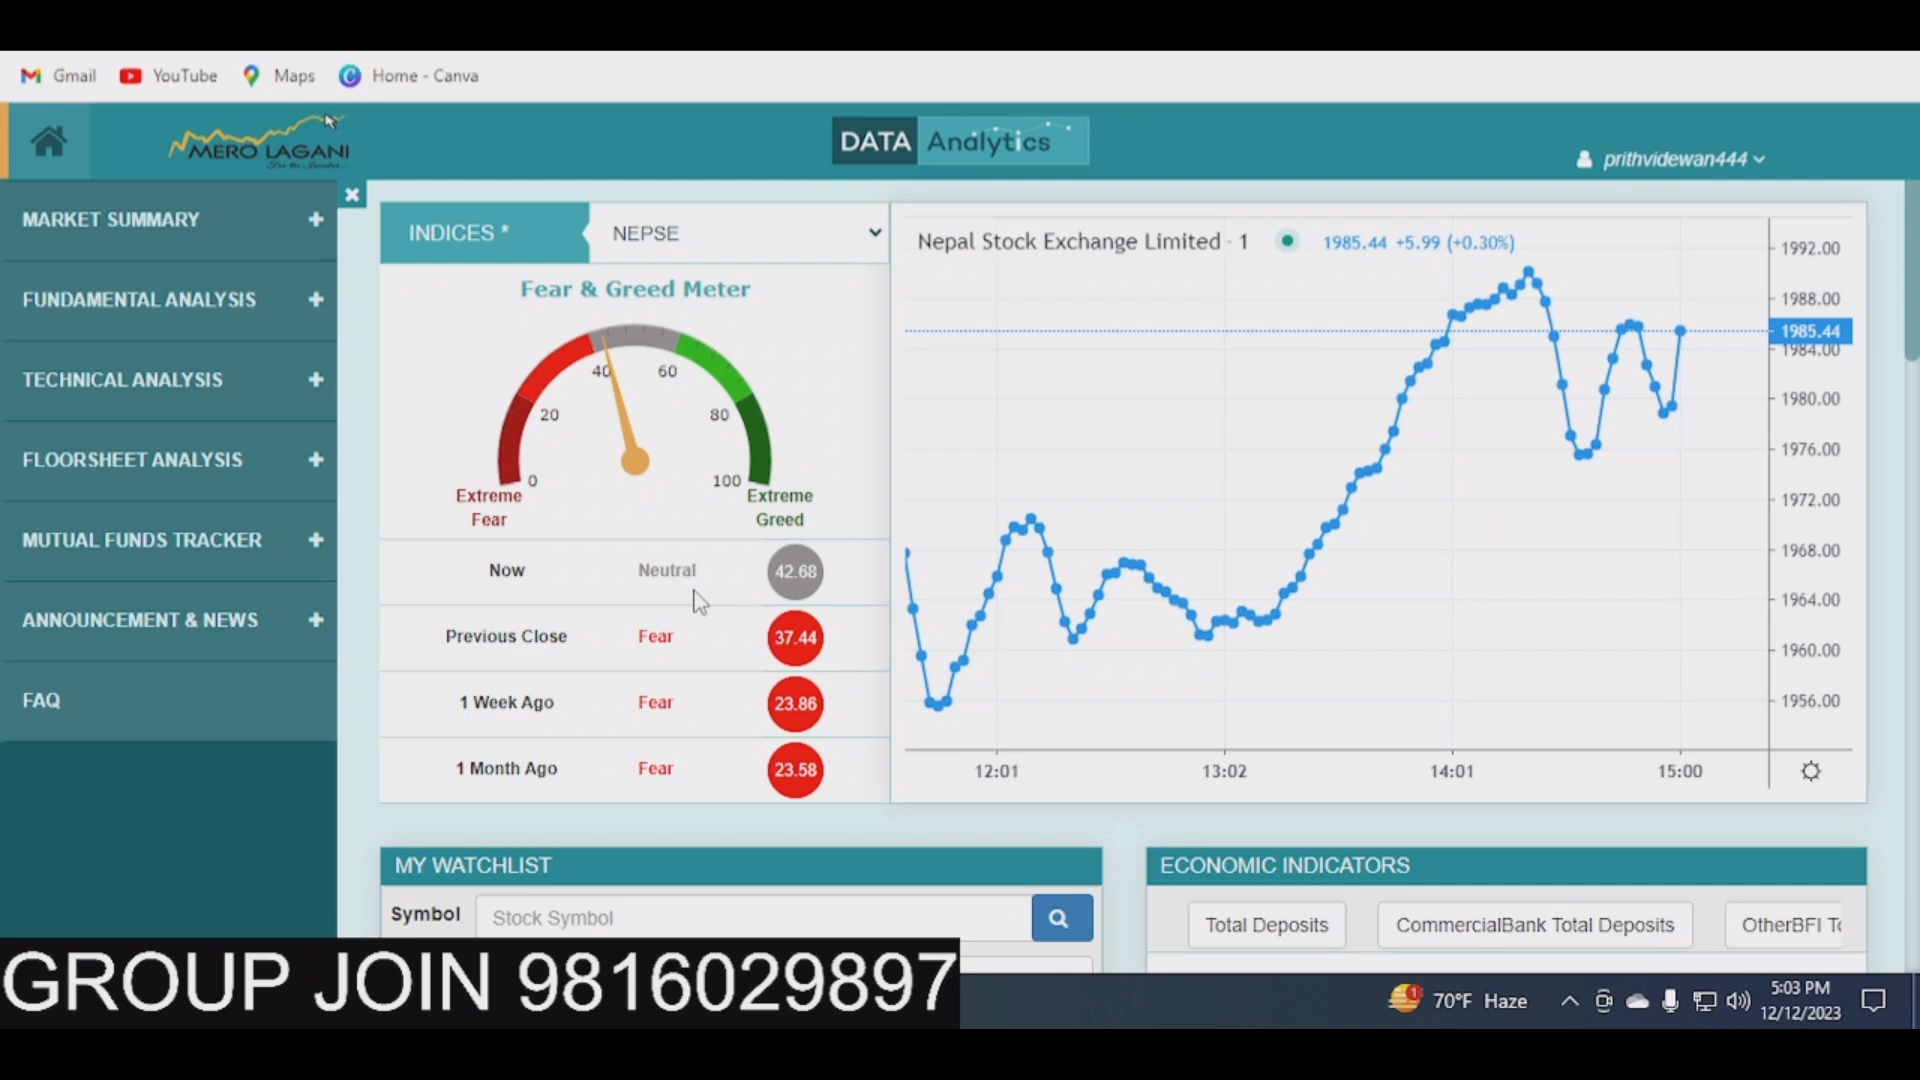 Gmail YouTube Maps Home - Canva
MERO LAGANI
DATA Analytics
prithvidewan444
MARKET SUMMARY
FUNDAMENTAL ANALYSIS
TECHNICAL ANALYSIS
FLOORSHEET ANALYSIS
MUTUAL FUNDS TRACKER
ANNOUNCEMENT & NEWS
FAQ
INDICES *
NEPSE
Fear & Greed Meter
0
20
40
60
80
100
Extreme Fear
Extreme Greed
Now Neutral 42.68
Previous Close Fear 37.44
1 Week Ago Fear 23.86
1 Month Ago Fear 23.58
Nepal Stock Exchange Limited · 1
1985.44 +5.99 (+0.30%)
1992.00
1988.00
1985.44
1984.00
1980.00
1976.00
1972.00
1968.00
1964.00
1960.00
1956.00
12:01 13:02 14:01 15:00
MY WATCHLIST
Symbol Stock Symbol
ECONOMIC INDICATORS
Total Deposits CommercialBank Total Deposits OtherBFI
GROUP JOIN 9816029897
1
70°F Haze
5:03 PM
12/12/2023